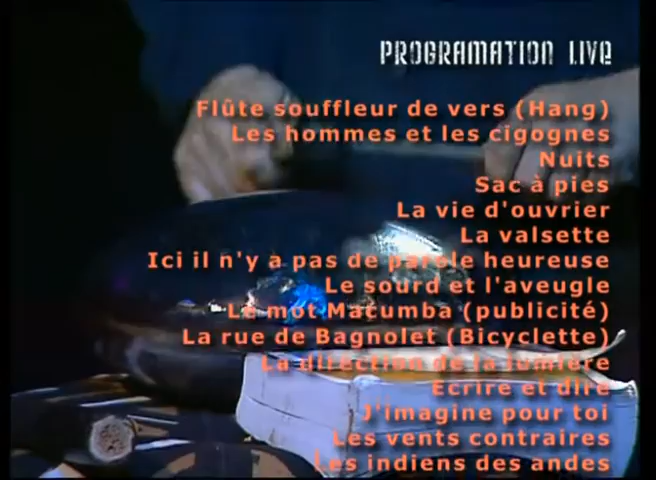 PROGRAMATION LIVE
Flûte souffleur de vers (Hang)
Les hommes et les cigognes
Nuits
Sac à pies
La vie d'ouvrier
La valsette
Ici il n'y a pas de parole heureuse
Le sourd et l'aveugle
Le mot Macumba (publicité)
La rue de Bagnolet (Bicyclette)
La direction de la lumière
Ecrire et dire
J'imagine pour toi
Les vents contraires
Les indiens des andes